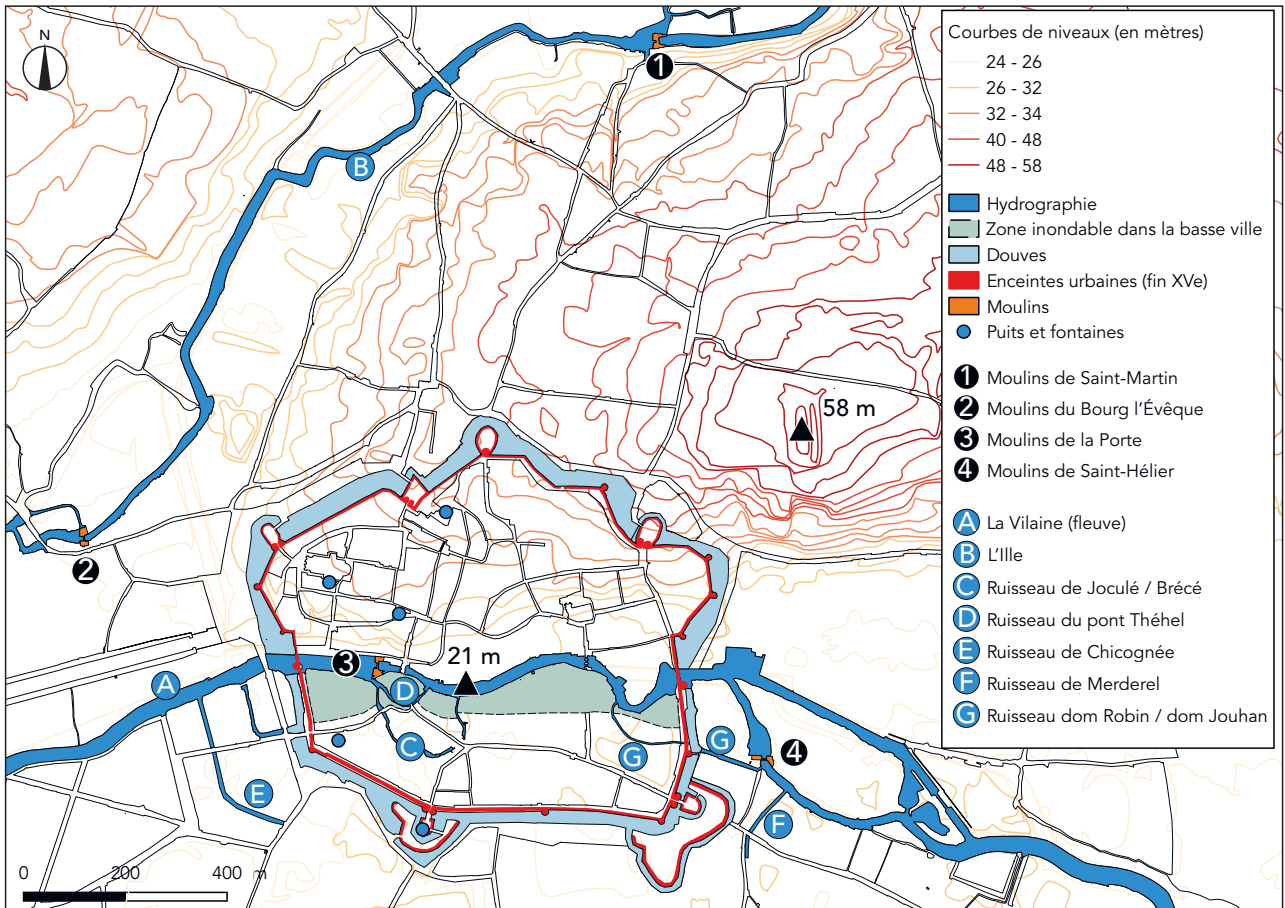 N
Courbes de niveaux (en mètres)
24 - 26
26 - 32
32 - 34
40 - 48
48 - 58
Hydrographie
Zone inondable dans la basse ville
Douves
Enceintes urbaines (fin XVe)
Moulins
Puits et fontaines
1 Moulins de Saint-Martin
2 Moulins du Bourg l'Évêque
3 Moulins de la Porte
4 Moulins de Saint-Hélier
A La Vilaine (fleuve)
B L'Ille
C Ruisseau de Joculé / Brécé
D Ruisseau du pont Théhel
E Ruisseau de Chicognée
F Ruisseau de Merderel
G Ruisseau dom Robin / dom Jouhan
1
B
58 m
2
3
21 m
A
D
C
G
G
4
E
F
0 200 400 m